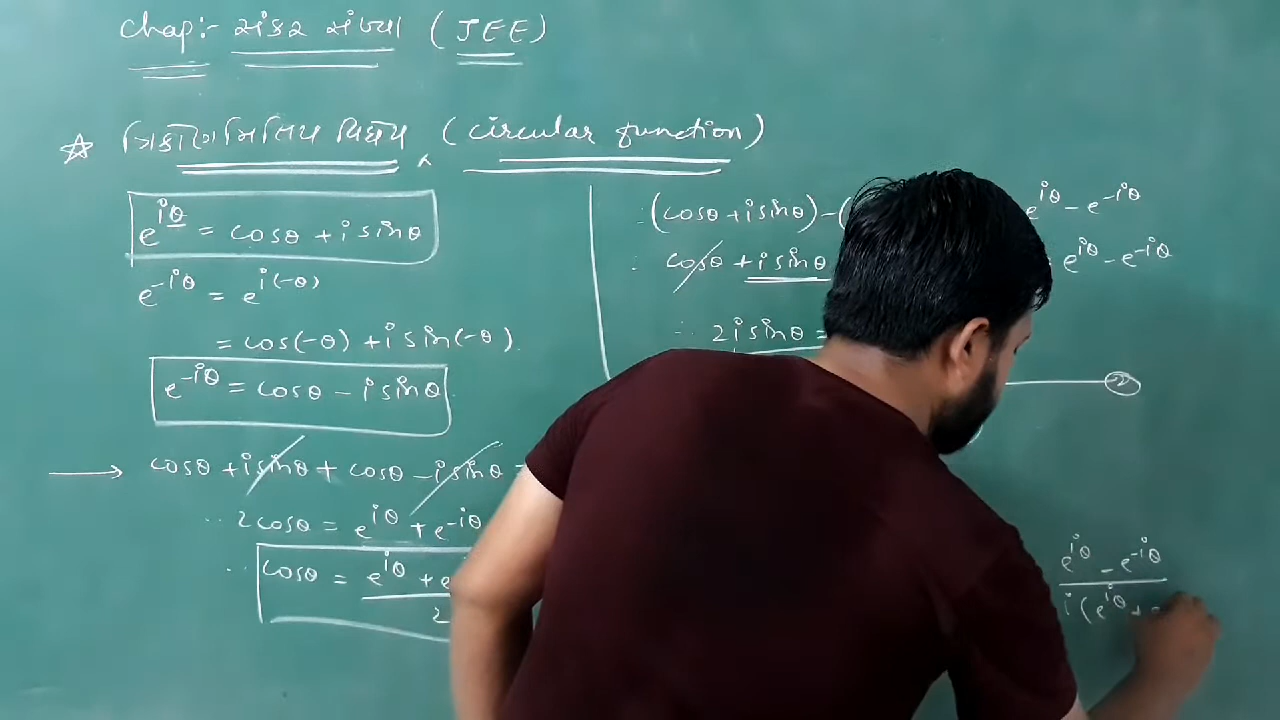 Chap:- સંકર સંખ્યા (JEE)
☆ ત્રિકોણમિતિય વિધેય (circular function)
e^{iθ} = cosθ + i sinθ
e^{-iθ} = e^{i(-θ)}
= cos(-θ) + i sin(-θ)
e^{-iθ} = cosθ - i sinθ
→ cosθ + i sinθ + cosθ - i sinθ
∴ 2cosθ = e^{iθ} + e^{-iθ}
∴ cosθ = e^{iθ} + e
2
∴ (cosθ + i sinθ) - (
e^{iθ} - e^{-iθ}
∴ cosθ + i sinθ
= e^{iθ} - e^{-iθ}
∴ 2i sinθ =
2
e^{iθ} - e^{-iθ}
i(e^{iθ} +